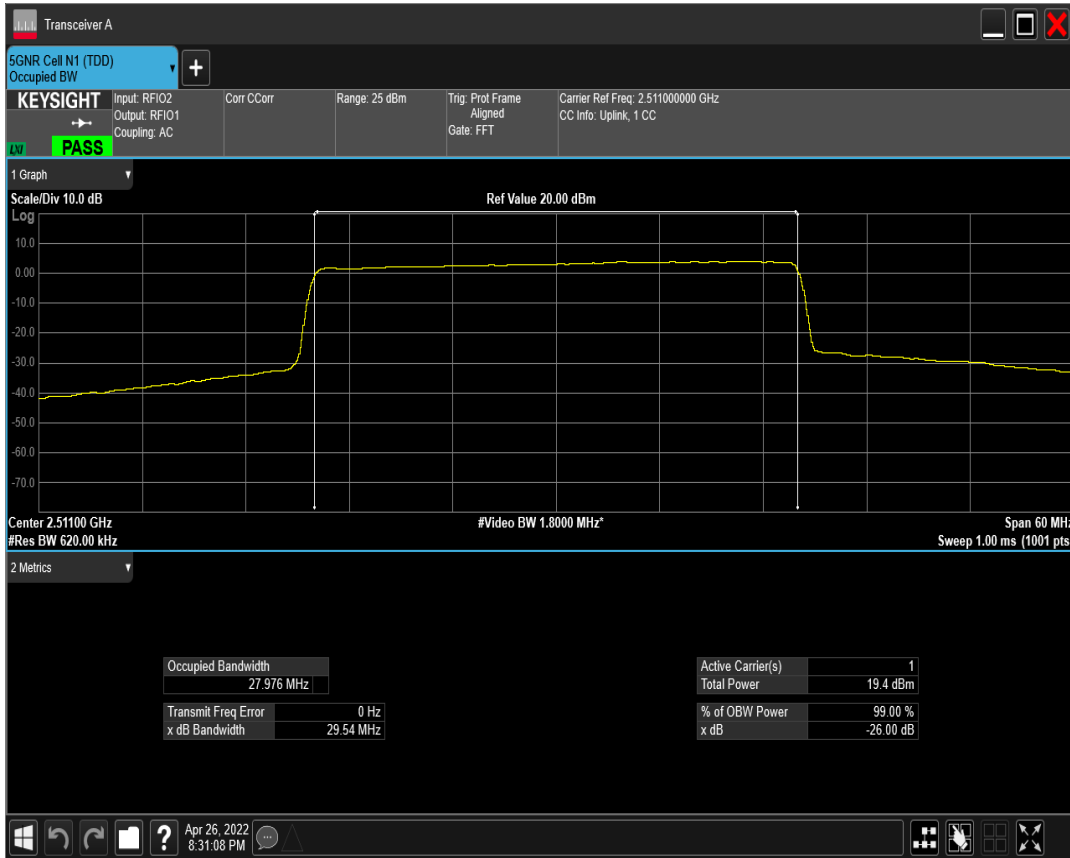 Transceiver A
5GNR Cell N1 (TDD)
Occupied BW
KEYSIGHT
LXI
PASS
Input: RFIO2
Output: RFIO1
Coupling: AC
Corr CCorr
Range: 25 dBm
Trig: Prot Frame
Aligned
Gate: FFT
Carrier Ref Freq: 2.511000000 GHz
CC Info: Uplink, 1 CC
1 Graph
Scale/Div 10.0 dB
Ref Value 20.00 dBm
Log
10.0
0.00
-10.0
-20.0
-30.0
-40.0
-50.0
-60.0
-70.0
Center 2.51100 GHz
#Video BW 1.8000 MHz*
Span 60 MHz
#Res BW 620.00 kHz
Sweep 1.00 ms (1001 pts
2 Metrics
Occupied Bandwidth
27.976 MHz
Transmit Freq Error 0 Hz
x dB Bandwidth 29.54 MHz
Active Carrier(s) 1
Total Power 19.4 dBm
% of OBW Power 99.00 %
x dB -26.00 dB
?
Apr 26, 2022
8:31:08 PM